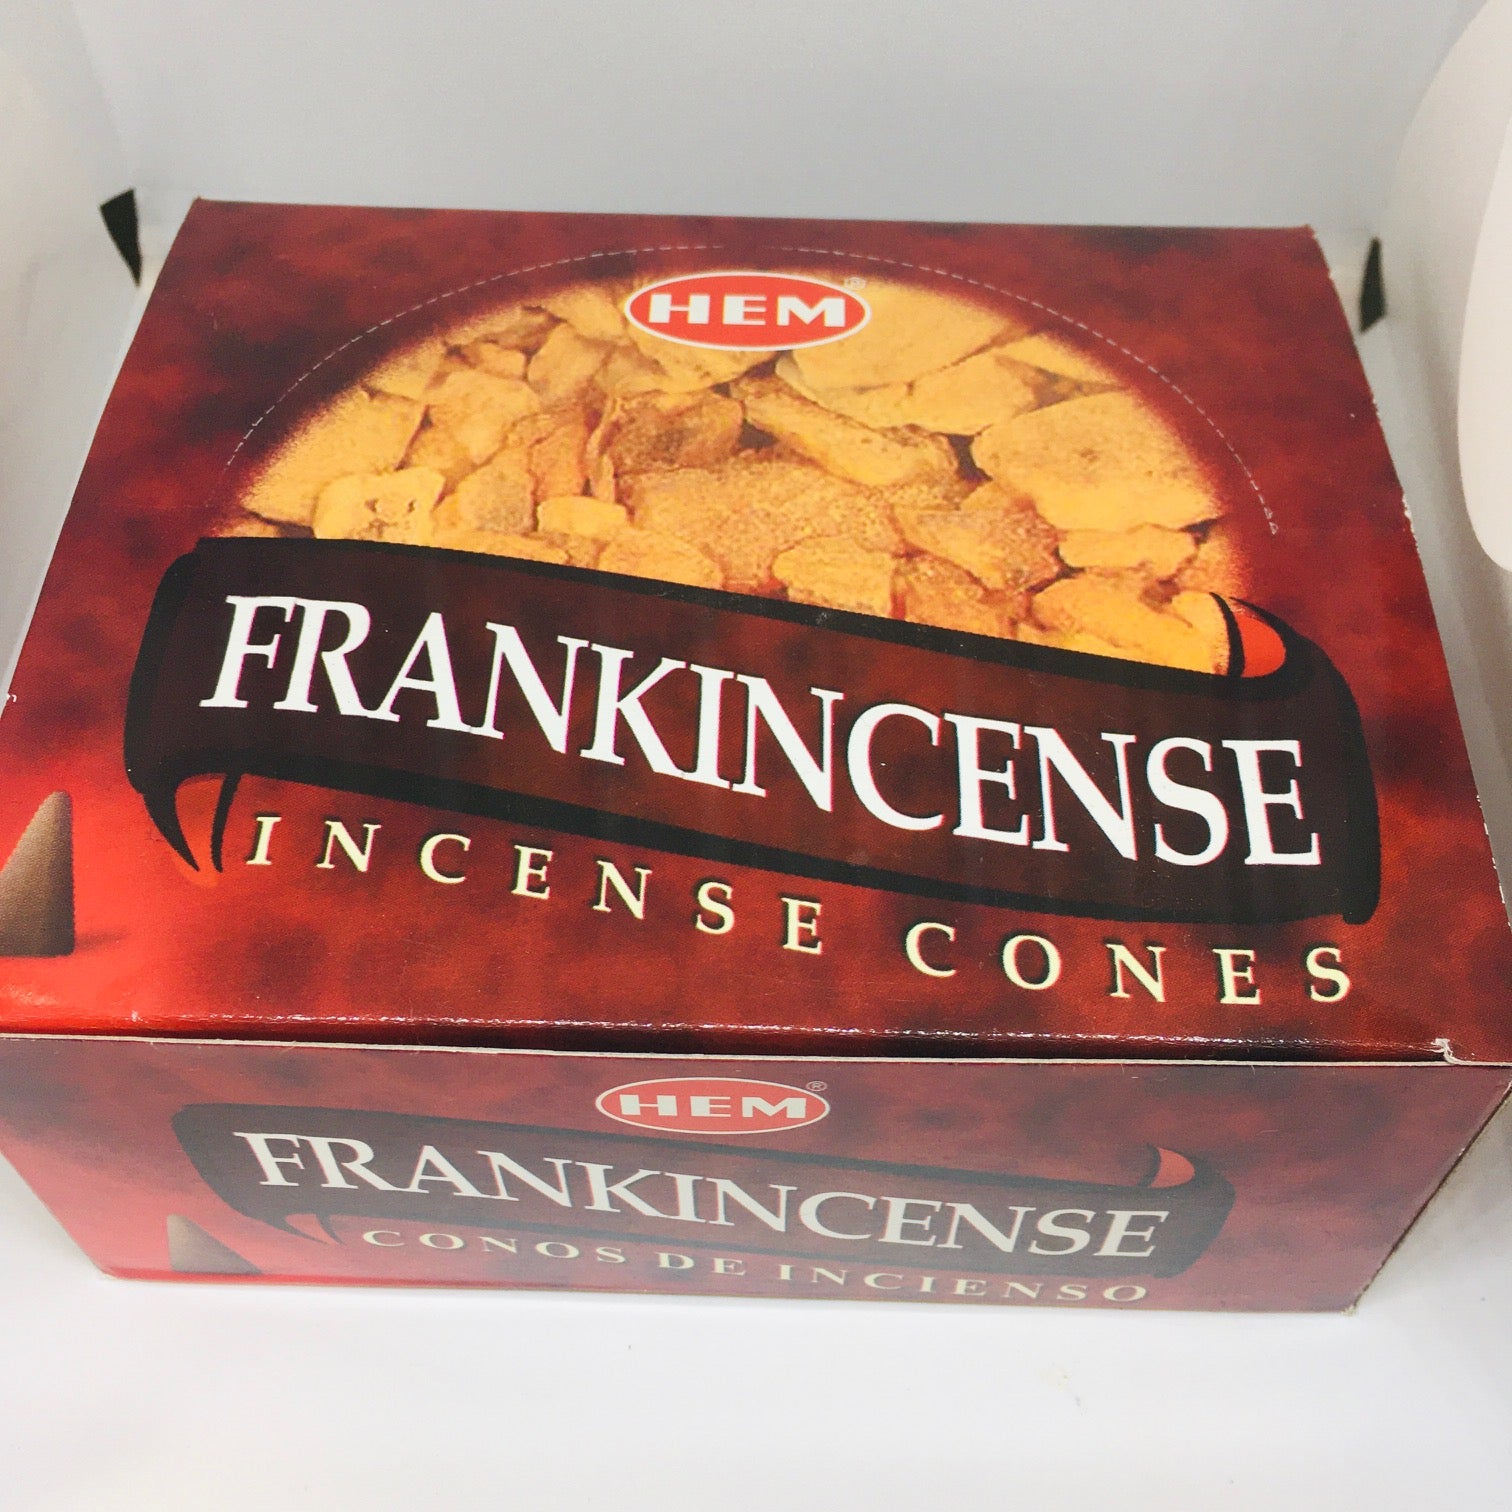 HEM®
FRANKINCENSE
INCENSE CONES
HEM®
FRANKINCENSE
CONOS DE INCIENSO